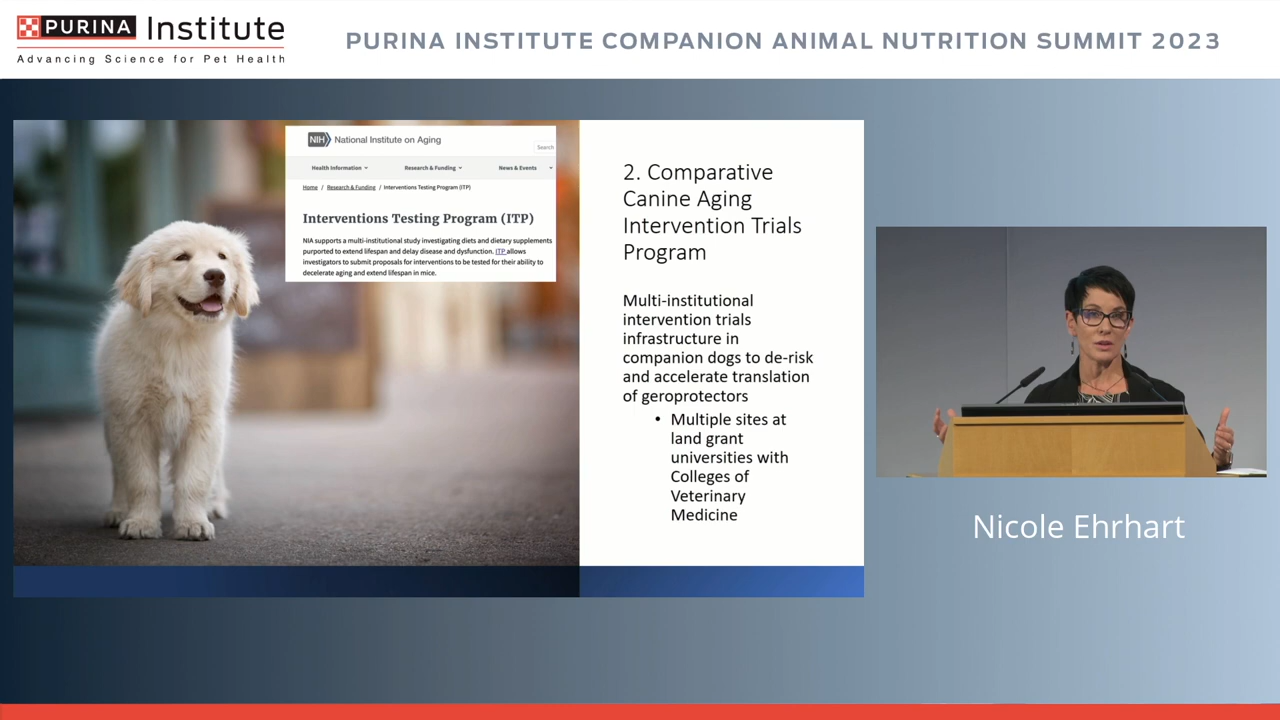 PURINA Institute
Advancing Science for Pet Health
PURINA INSTITUTE COMPANION ANIMAL NUTRITION SUMMIT 2023
NIH National Institute on Aging
Search
Health Information
Research & Funding
News & Events
Home / Research & Funding / Interventions Testing Program (ITP)
Interventions Testing Program (ITP)
NIA supports a multi-institutional study investigating diets and dietary supplements
purported to extend lifespan and delay disease and dysfunction. ITP allows
investigators to submit proposals for interventions to be tested for their ability to
decelerate aging and extend lifespan in mice.
2. Comparative
Canine Aging
Intervention Trials
Program
Multi-institutional
intervention trials
infrastructure in
companion dogs to de-risk
and accelerate translation
of geroprotectors
• Multiple sites at
land grant
universities with
Colleges of
Veterinary
Medicine
Nicole Ehrhart